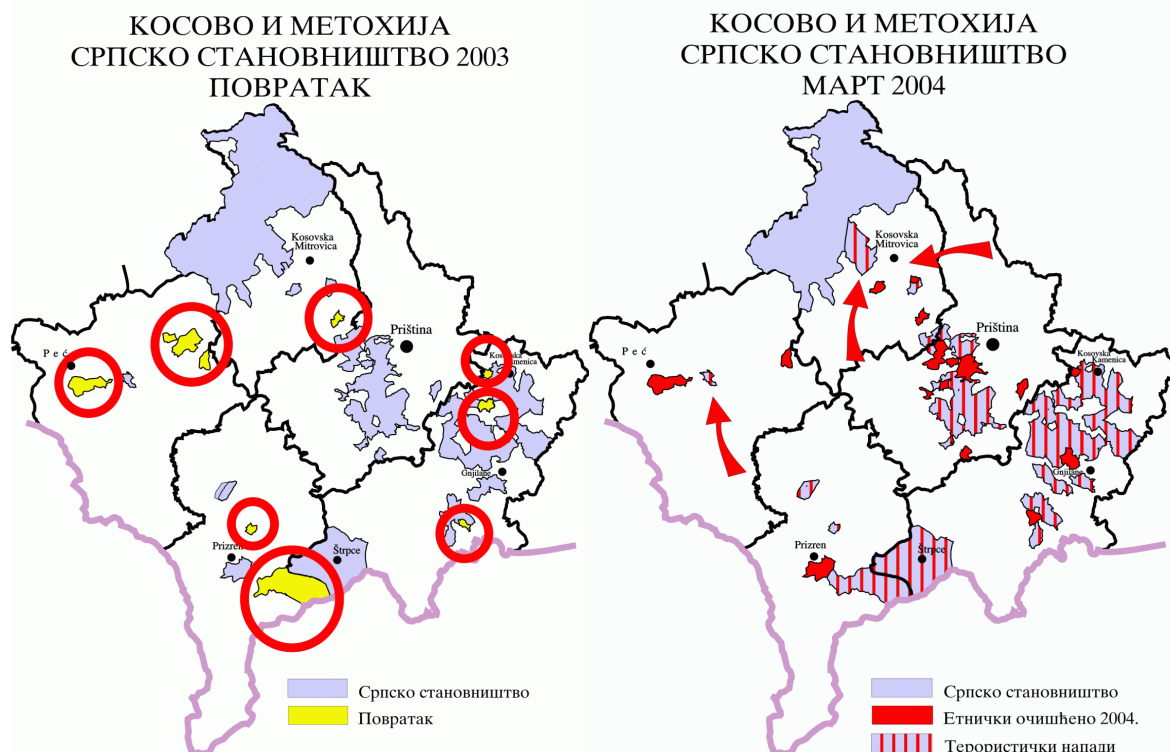 КОСОВО И МЕТОХИЈА
СРПСКО СТАНОВНИШТВО 2003
ПОВРАТАК
Kosovska
Mitrovica
Priština
Peć
Kosovska
Kamenica
Gnjilane
Prizren
Štrpce
Српско становништво
Повратак
КОСОВО И МЕТОХИЈА
СРПСКО СТАНОВНИШТВО
МАРТ 2004
Kosovska
Mitrovica
Priština
Peć
Kosovska
Kamenica
Gnjilane
Prizren
Štrpce
Српско становништво
Етнички очишћено 2004.
Терористички напади